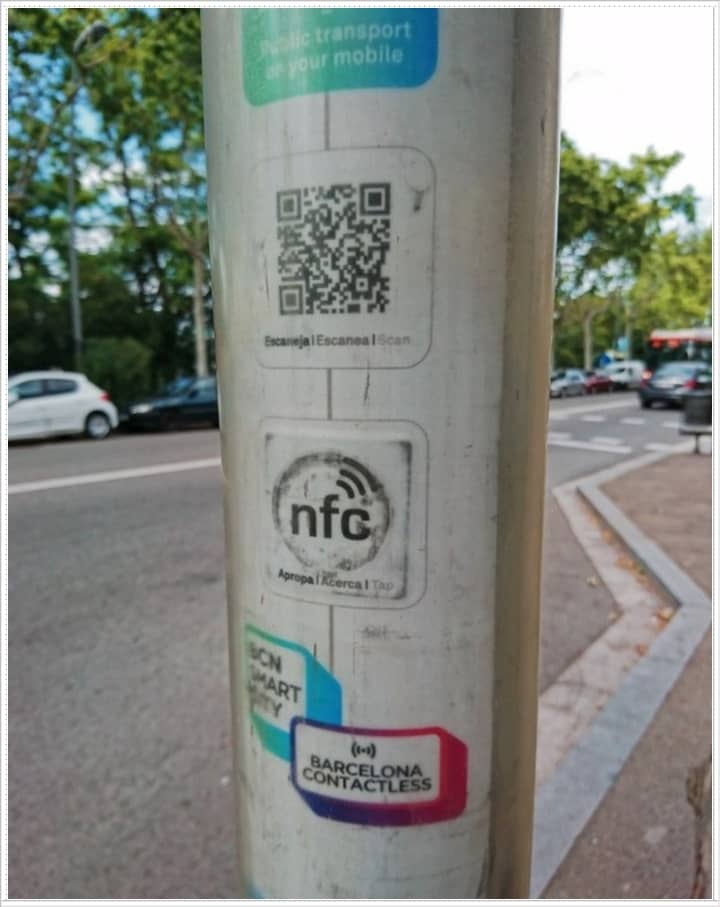 Public transport
on your mobile
Escaneja | Escanea | Scan
nfc
Apropa | Acerca | Tap
BCN
SMART
CITY
BARCELONA
CONTACTLESS